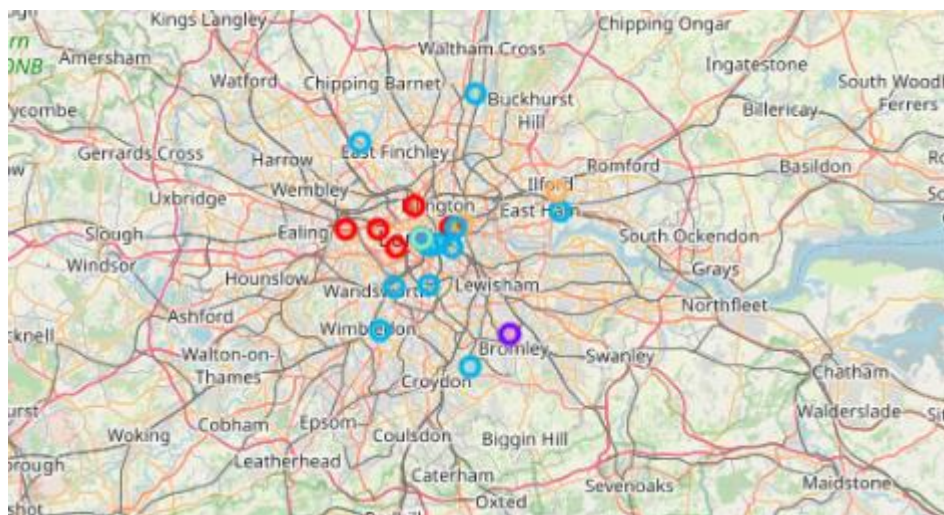 Kings Langley
Chipping Ongar
Amersham
Waltham Cross
Ingatestone
Watford
Chipping Barnet
South Wood
Ferrers
Buckhurst
Hill
Billericay
Gerrards Cross
Harrow
East Finchley
Romford
Basildon
Wembley
Ilford
Uxbridge
East Ham
Slough
Ealing
South Ockendon
Windsor
Grays
Hounslow
Wandsworth
Lewisham
Northfleet
Ashford
Wimbledon
Bromley
Swanley
Walton-on-
Thames
Croydon
Chatham
Cobham
Epsom
Walderslade
Woking
Coulsdon
Biggin Hill
Leatherhead
Caterham
Sevenoaks
Maidstone
Oxted